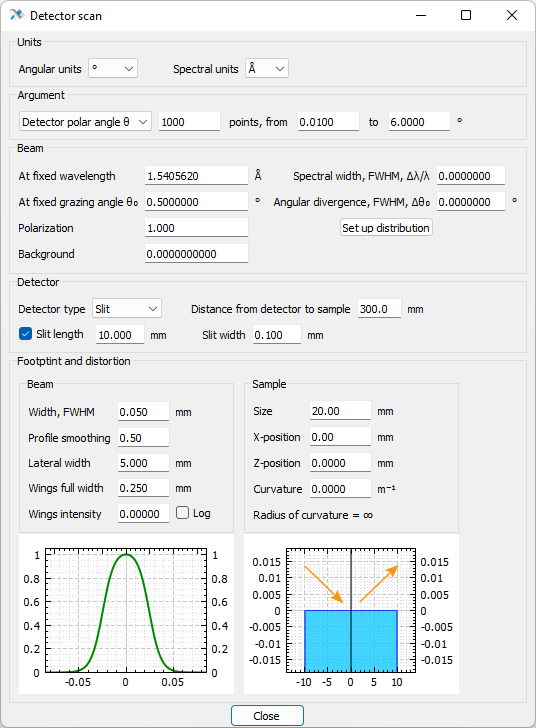 Detector scan
Units
Angular units ° Spectral units Å
Argument
Detector polar angle θ 1000 points, from 0.0100 to 6.0000 °
Beam
At fixed wavelength 1.5405620 Å Spectral width, FWHM, Δλ/λ 0.0000000
At fixed grazing angle θ₀ 0.5000000 ° Angular divergence, FWHM, Δθ₀ 0.0000000 °
Polarization 1.000 Set up distribution
Background 0.0000000000
Detector
Detector type Slit Distance from detector to sample 300.0 mm
Slit length 10.000 mm Slit width 0.100 mm
Footptint and distortion
Beam
Width, FWHM 0.050 mm
Profile smoothing 0.50
Lateral width 5.000 mm
Wings full width 0.250 mm
Wings intensity 0.00000 Log
Sample
Size 20.00 mm
X-position 0.00 mm
Z-position 0.0000 mm
Curvature 0.0000 m⁻¹
Radius of curvature = ∞
1 1
0.8 0.8
0.6 0.6
0.4 0.4
0.2 0.2
0 0
-0.05 0 0.05
0.015 0.015
0.01 0.01
0.005 0.005
0 0
-0.005 -0.005
-0.01 -0.01
-0.015 -0.015
-10 -5 0 5 10
Close